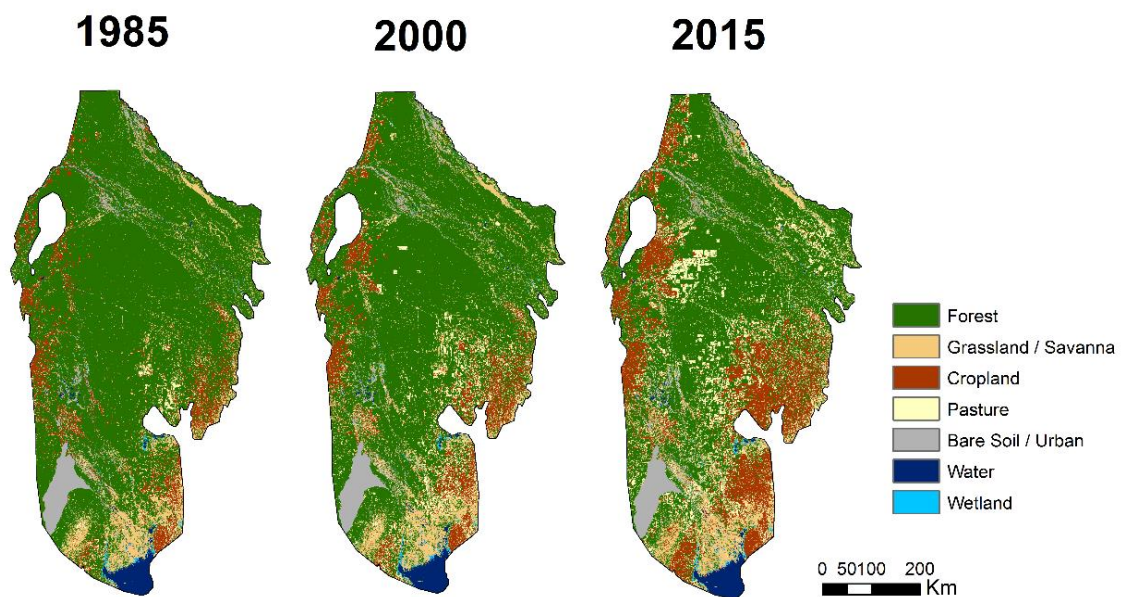 1985
2000
2015
Forest
Grassland / Savanna
Cropland
Pasture
Bare Soil / Urban
Water
Wetland
0 50100 200
Km